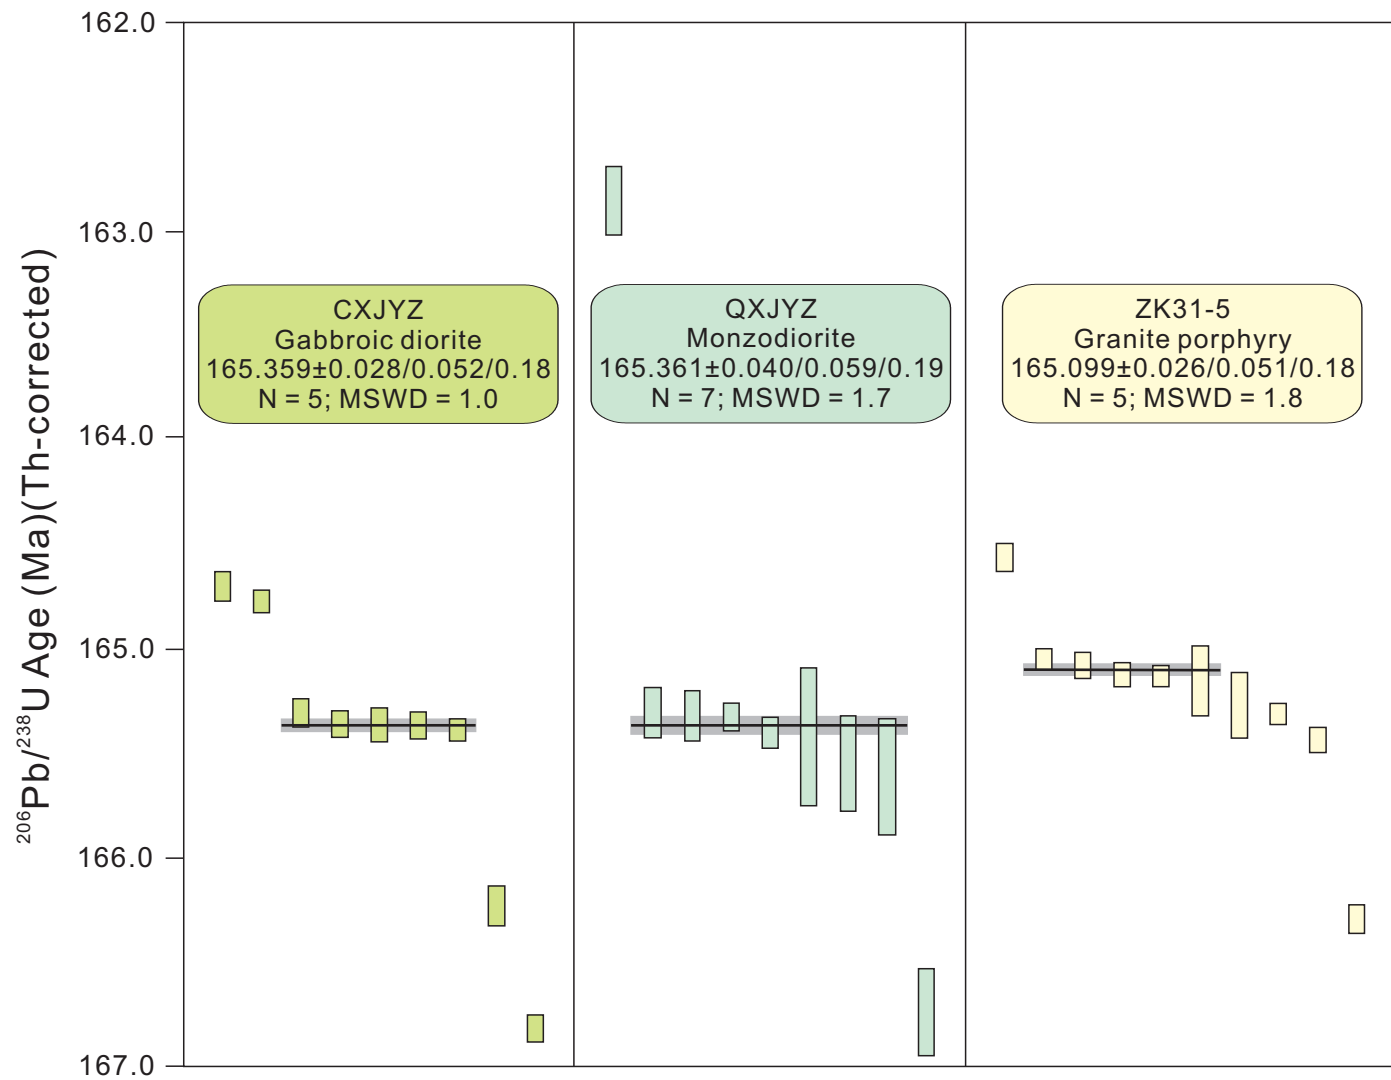 162.0
163.0
164.0
165.0
166.0
167.0
²⁰⁶Pb/²³⁸U Age (Ma)(Th-corrected)
CXJYZ
Gabbroic diorite
165.359±0.028/0.052/0.18
N = 5; MSWD = 1.0
QXJYZ
Monzodiorite
165.361±0.040/0.059/0.19
N = 7; MSWD = 1.7
ZK31-5
Granite porphyry
165.099±0.026/0.051/0.18
N = 5; MSWD = 1.8